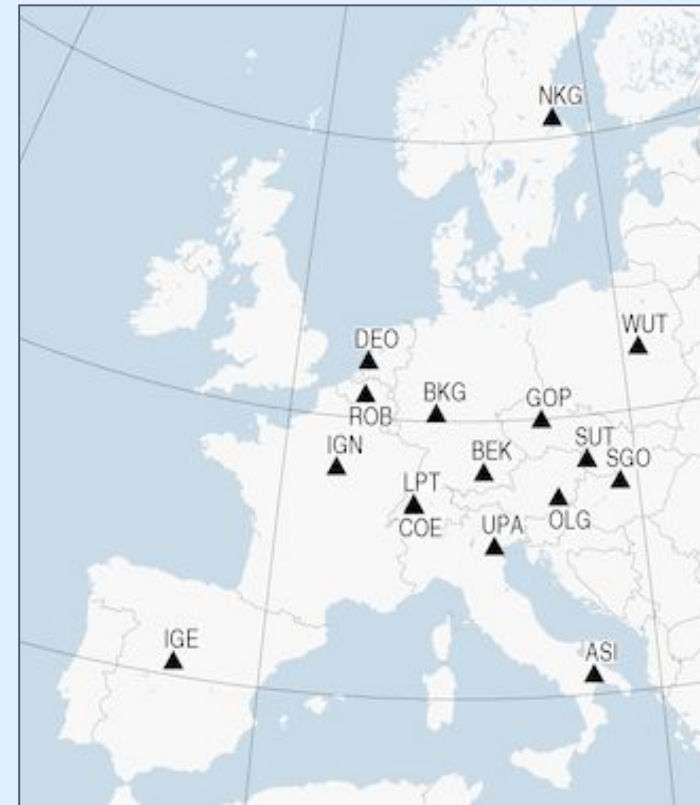 NKG
WUT
DEO
ROB
BKG
GOP
IGN
BEK
SUT
SGO
LPT
COE
UPA
OLG
IGE
ASI